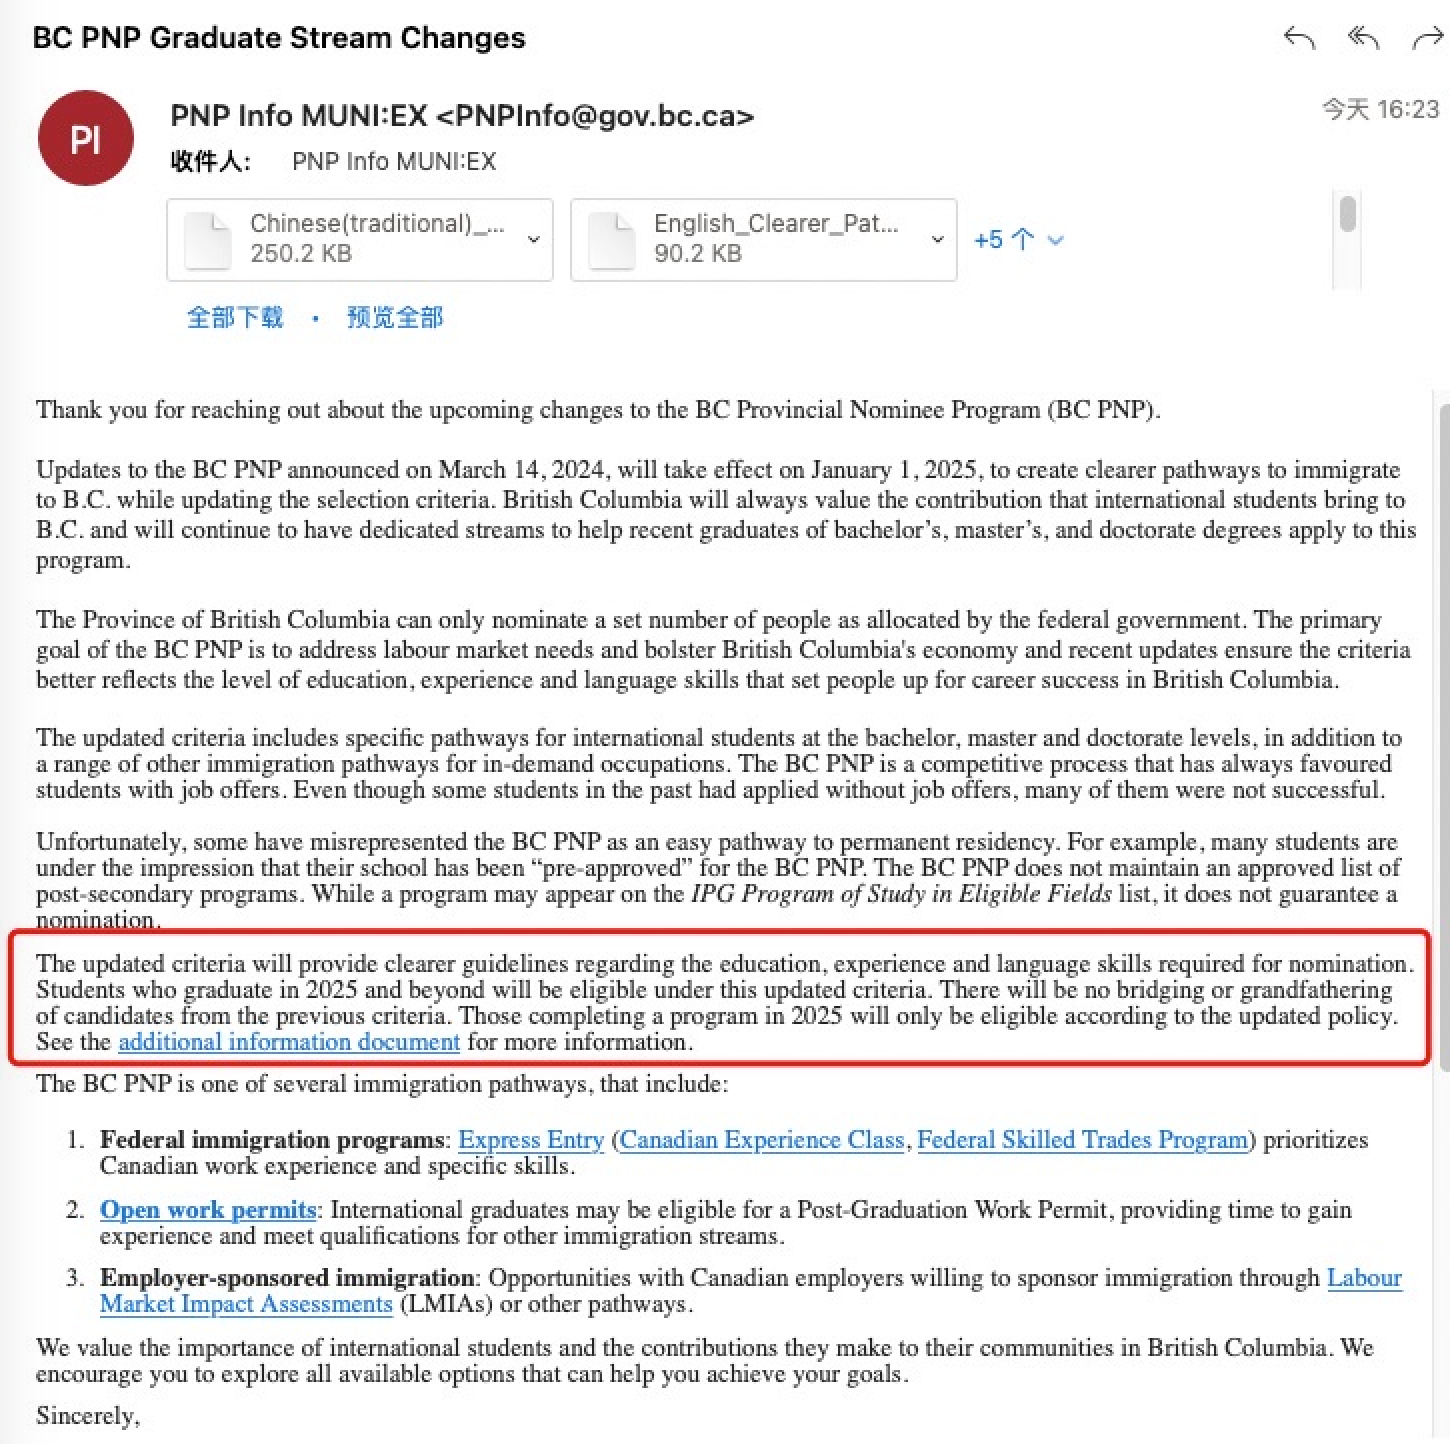 BC PNP Graduate Stream Changes
PI
PNP Info MUNI:EX <PNPInfo@gov.bc.ca>
今天 16:23
收件人: PNP Info MUNI:EX
Chinese(traditional)_...
250.2 KB
English_Clearer_Pat...
90.2 KB
+5 个
全部下载 · 预览全部
Thank you for reaching out about the upcoming changes to the BC Provincial Nominee Program (BC PNP).
Updates to the BC PNP announced on March 14, 2024, will take effect on January 1, 2025, to create clearer pathways to immigrate
to B.C. while updating the selection criteria. British Columbia will always value the contribution that international students bring to
B.C. and will continue to have dedicated streams to help recent graduates of bachelor’s, master’s, and doctorate degrees apply to this
program.
The Province of British Columbia can only nominate a set number of people as allocated by the federal government. The primary
goal of the BC PNP is to address labour market needs and bolster British Columbia's economy and recent updates ensure the criteria
better reflects the level of education, experience and language skills that set people up for career success in British Columbia.
The updated criteria includes specific pathways for international students at the bachelor, master and doctorate levels, in addition to
a range of other immigration pathways for in-demand occupations. The BC PNP is a competitive process that has always favoured
students with job offers. Even though some students in the past had applied without job offers, many of them were not successful.
Unfortunately, some have misrepresented the BC PNP as an easy pathway to permanent residency. For example, many students are
under the impression that their school has been “pre-approved” for the BC PNP. The BC PNP does not maintain an approved list of
post-secondary programs. While a program may appear on the IPG Program of Study in Eligible Fields list, it does not guarantee a
nomination.
The updated criteria will provide clearer guidelines regarding the education, experience and language skills required for nomination.
Students who graduate in 2025 and beyond will be eligible under this updated criteria. There will be no bridging or grandfathering
of candidates from the previous criteria. Those completing a program in 2025 will only be eligible according to the updated policy.
See the additional information document for more information.
The BC PNP is one of several immigration pathways, that include:
1. Federal immigration programs: Express Entry (Canadian Experience Class, Federal Skilled Trades Program) prioritizes
Canadian work experience and specific skills.
2. Open work permits: International graduates may be eligible for a Post-Graduation Work Permit, providing time to gain
experience and meet qualifications for other immigration streams.
3. Employer-sponsored immigration: Opportunities with Canadian employers willing to sponsor immigration through Labour
Market Impact Assessments (LMIAs) or other pathways.
We value the importance of international students and the contributions they make to their communities in British Columbia. We
encourage you to explore all available options that can help you achieve your goals.
Sincerely,